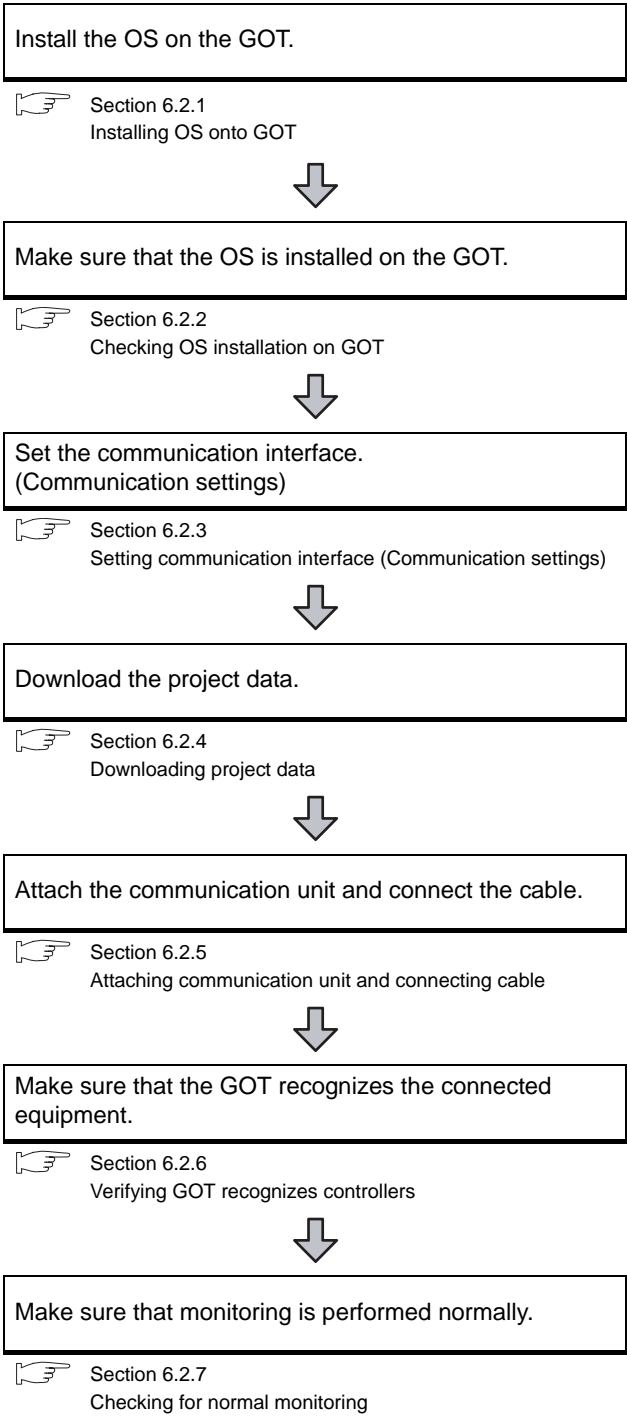 Install the OS on the GOT.
Section 6.2.1
Installing OS onto GOT
Make sure that the OS is installed on the GOT.
Section 6.2.2
Checking OS installation on GOT
Set the communication interface.
(Communication settings)
Section 6.2.3
Setting communication interface (Communication settings)
Download the project data.
Section 6.2.4
Downloading project data
Attach the communication unit and connect the cable.
Section 6.2.5
Attaching communication unit and connecting cable
Make sure that the GOT recognizes the connected
equipment.
Section 6.2.6
Verifying GOT recognizes controllers
Make sure that monitoring is performed normally.
Section 6.2.7
Checking for normal monitoring